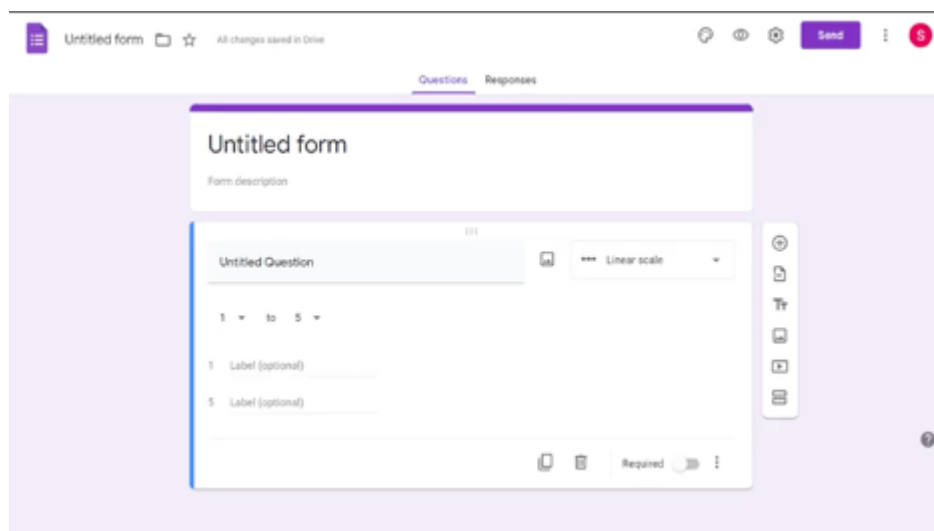 Untitled form All changes saved in Drive Send S
Questions Responses
Untitled form
Form description
Untitled Question Linear scale
1 to 5
1 Label (optional)
5 Label (optional)
Required